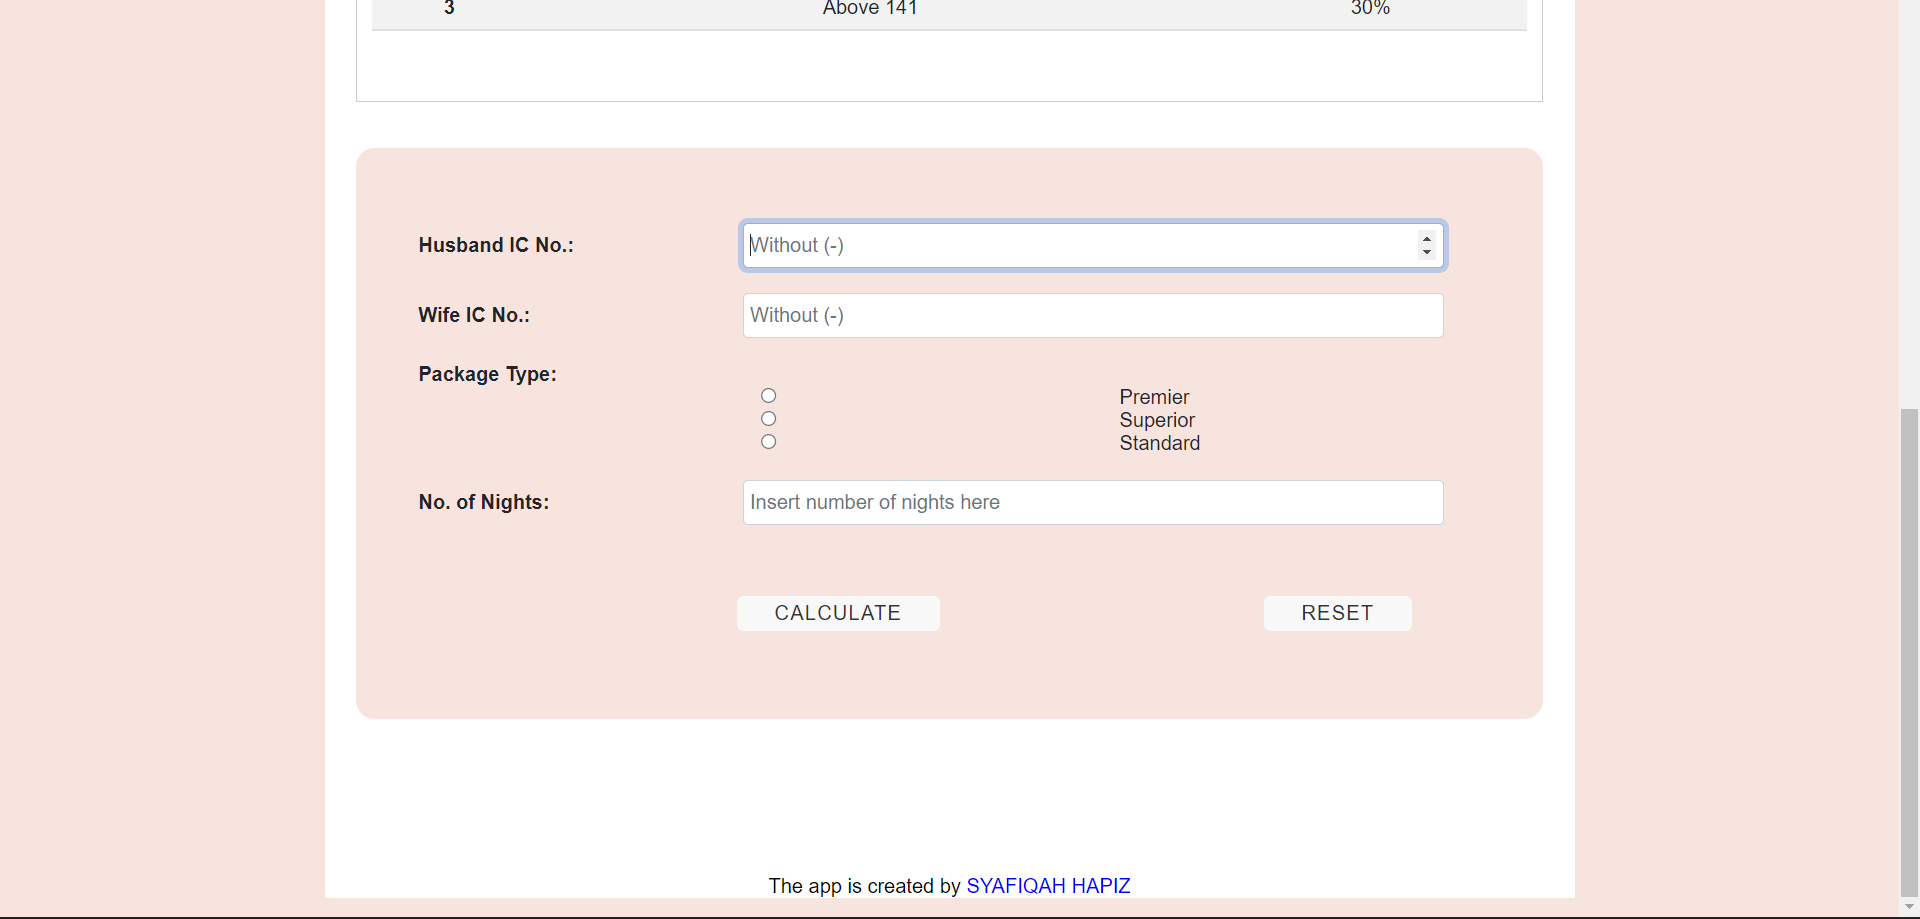 3 Above 141 30%
Husband IC No.: Without (-)
Wife IC No.: Without (-)
Package Type:
Premier
Superior
Standard
No. of Nights: Insert number of nights here
CALCULATE RESET
The app is created by SYAFIQAH HAPIZ